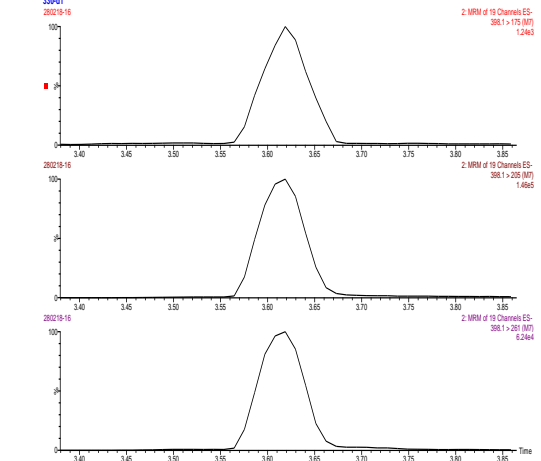 330-01
280218-16
2: MRM of 19 Channels ES-
398.1 > 175 (M7)
1.24e3
100
%
0
3.40 3.45 3.50 3.55 3.60 3.65 3.70 3.75 3.80 3.85
280218-16
2: MRM of 19 Channels ES-
398.1 > 205 (M7)
1.46e5
100
%
0
3.40 3.45 3.50 3.55 3.60 3.65 3.70 3.75 3.80 3.85
280218-16
2: MRM of 19 Channels ES-
398.1 > 261 (M7)
6.24e4
100
%
0
Time
3.40 3.45 3.50 3.55 3.60 3.65 3.70 3.75 3.80 3.85